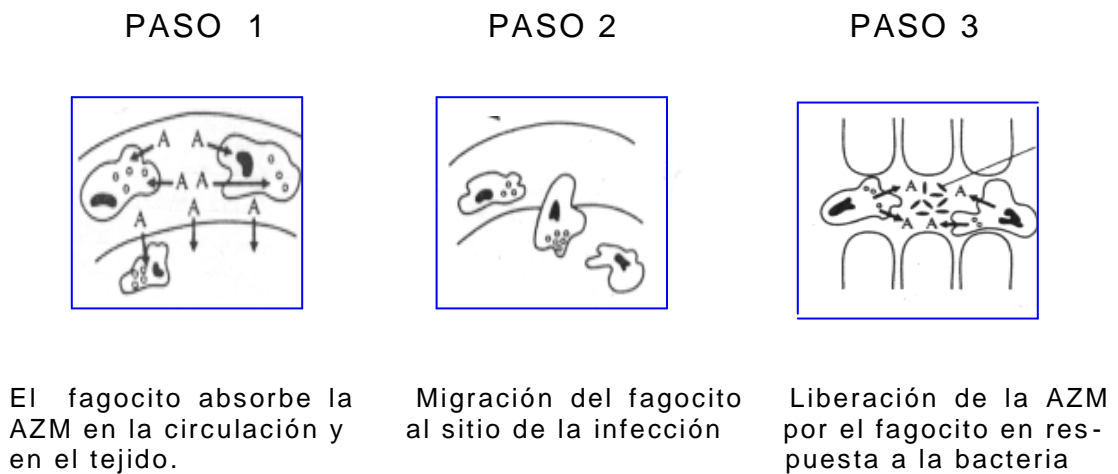 PASO 1
PASO 2
PASO 3
A A
A A
A A A
A A
A A
El fagocito absorbe la
AZM en la circulación y
en el tejido.
Migración del fagocito
al sitio de la infección
Liberación de la AZM
por el fagocito en res-
puesta a la bacteria